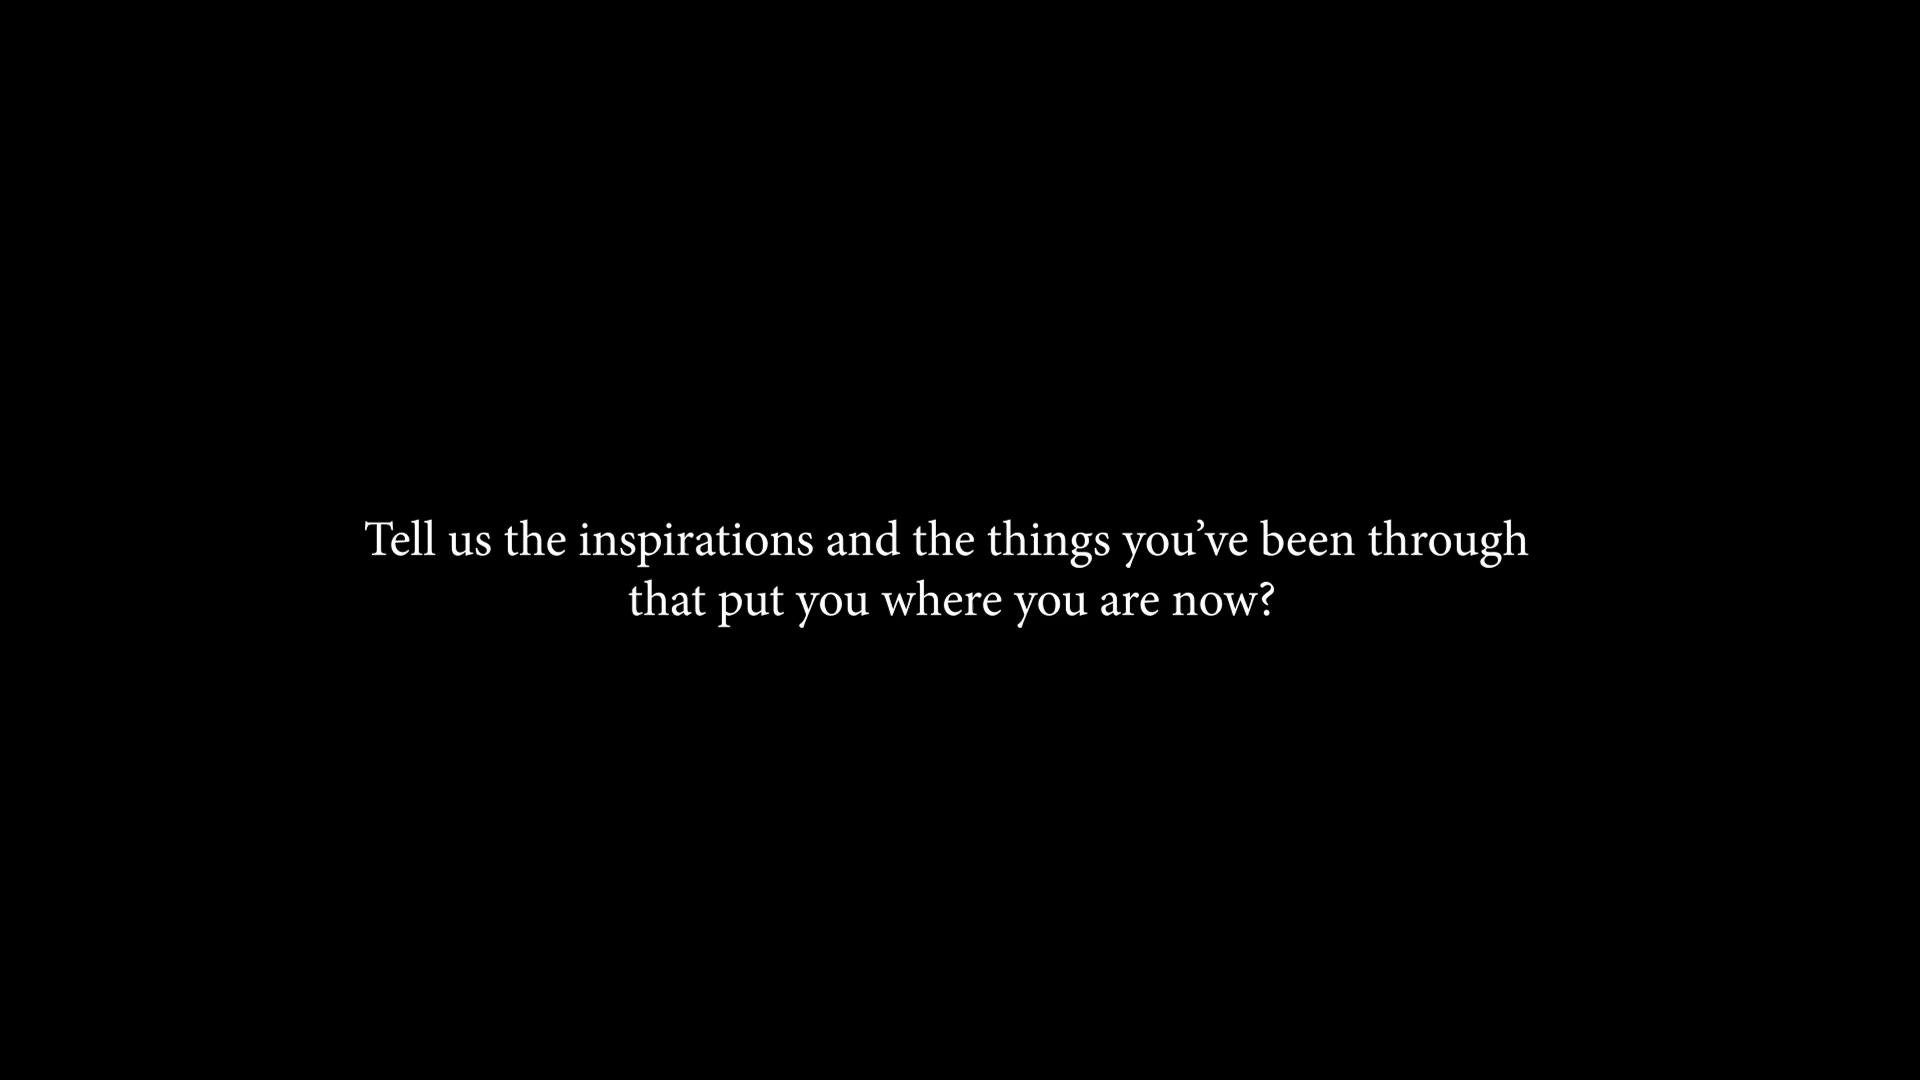 Tell us the inspirations and the things you’ve been through
that put you where you are now?